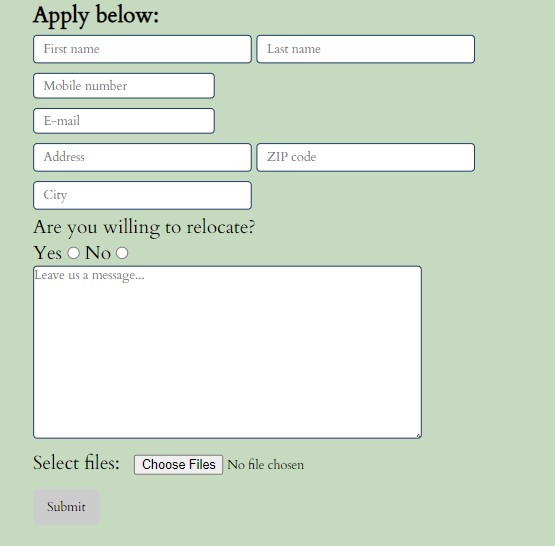 Apply below:
First name Last name
Mobile number
E-mail
Address ZIP code
City
Are you willing to relocate?
Yes No
Leave us a message...
Select files: Choose Files No file chosen
Submit